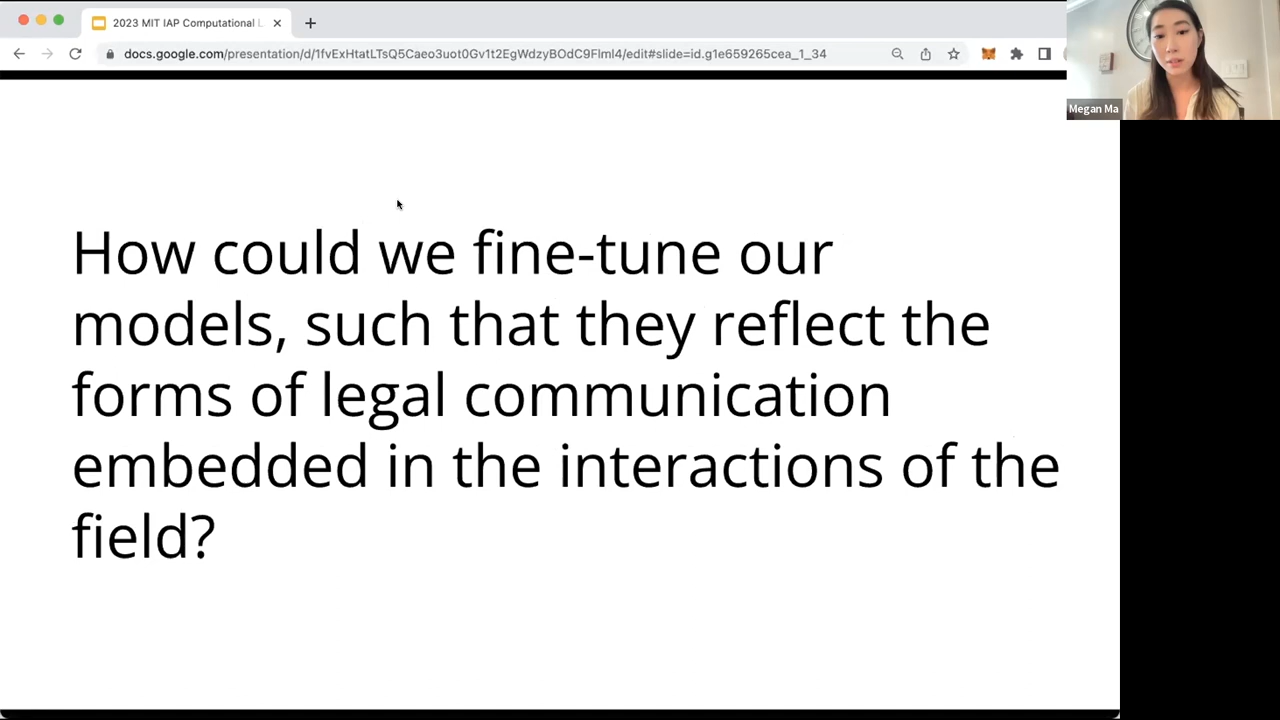 2023 MIT IAP Computational L
docs.google.com/presentation/d/1fvExHtatLTsQ5Caeo3uot0Gv1t2EgWdzyBOdC9Flml4/edit#slide=id.g1e659265cea_1_34
Megan Ma
How could we fine-tune our
models, such that they reflect the
forms of legal communication
embedded in the interactions of the
field?